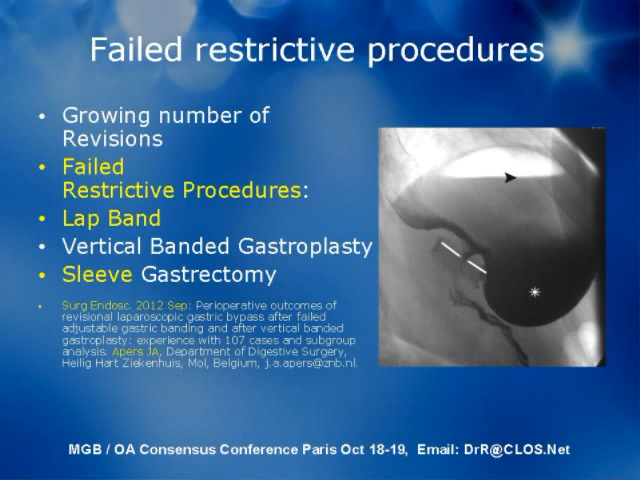 Failed restrictive procedures
• Growing number of
Revisions
• Failed
Restrictive Procedures:
• Lap Band
• Vertical Banded Gastroplasty
• Sleeve Gastrectomy
• Surg Endosc. 2012 Sep: Perioperative outcomes of
revisional laparoscopic gastric bypass after failed
adjustable gastric banding and after vertical banded
gastroplasty: experience with 107 cases and subgroup
analysis. Apers JA, Department of Digestive Surgery,
Heilig Hart Ziekenhuis, Mol, Belgium, j.a.apers@znb.nl.
MGB / OA Consensus Conference Paris Oct 18-19, Email: DrR@CLOS.Net